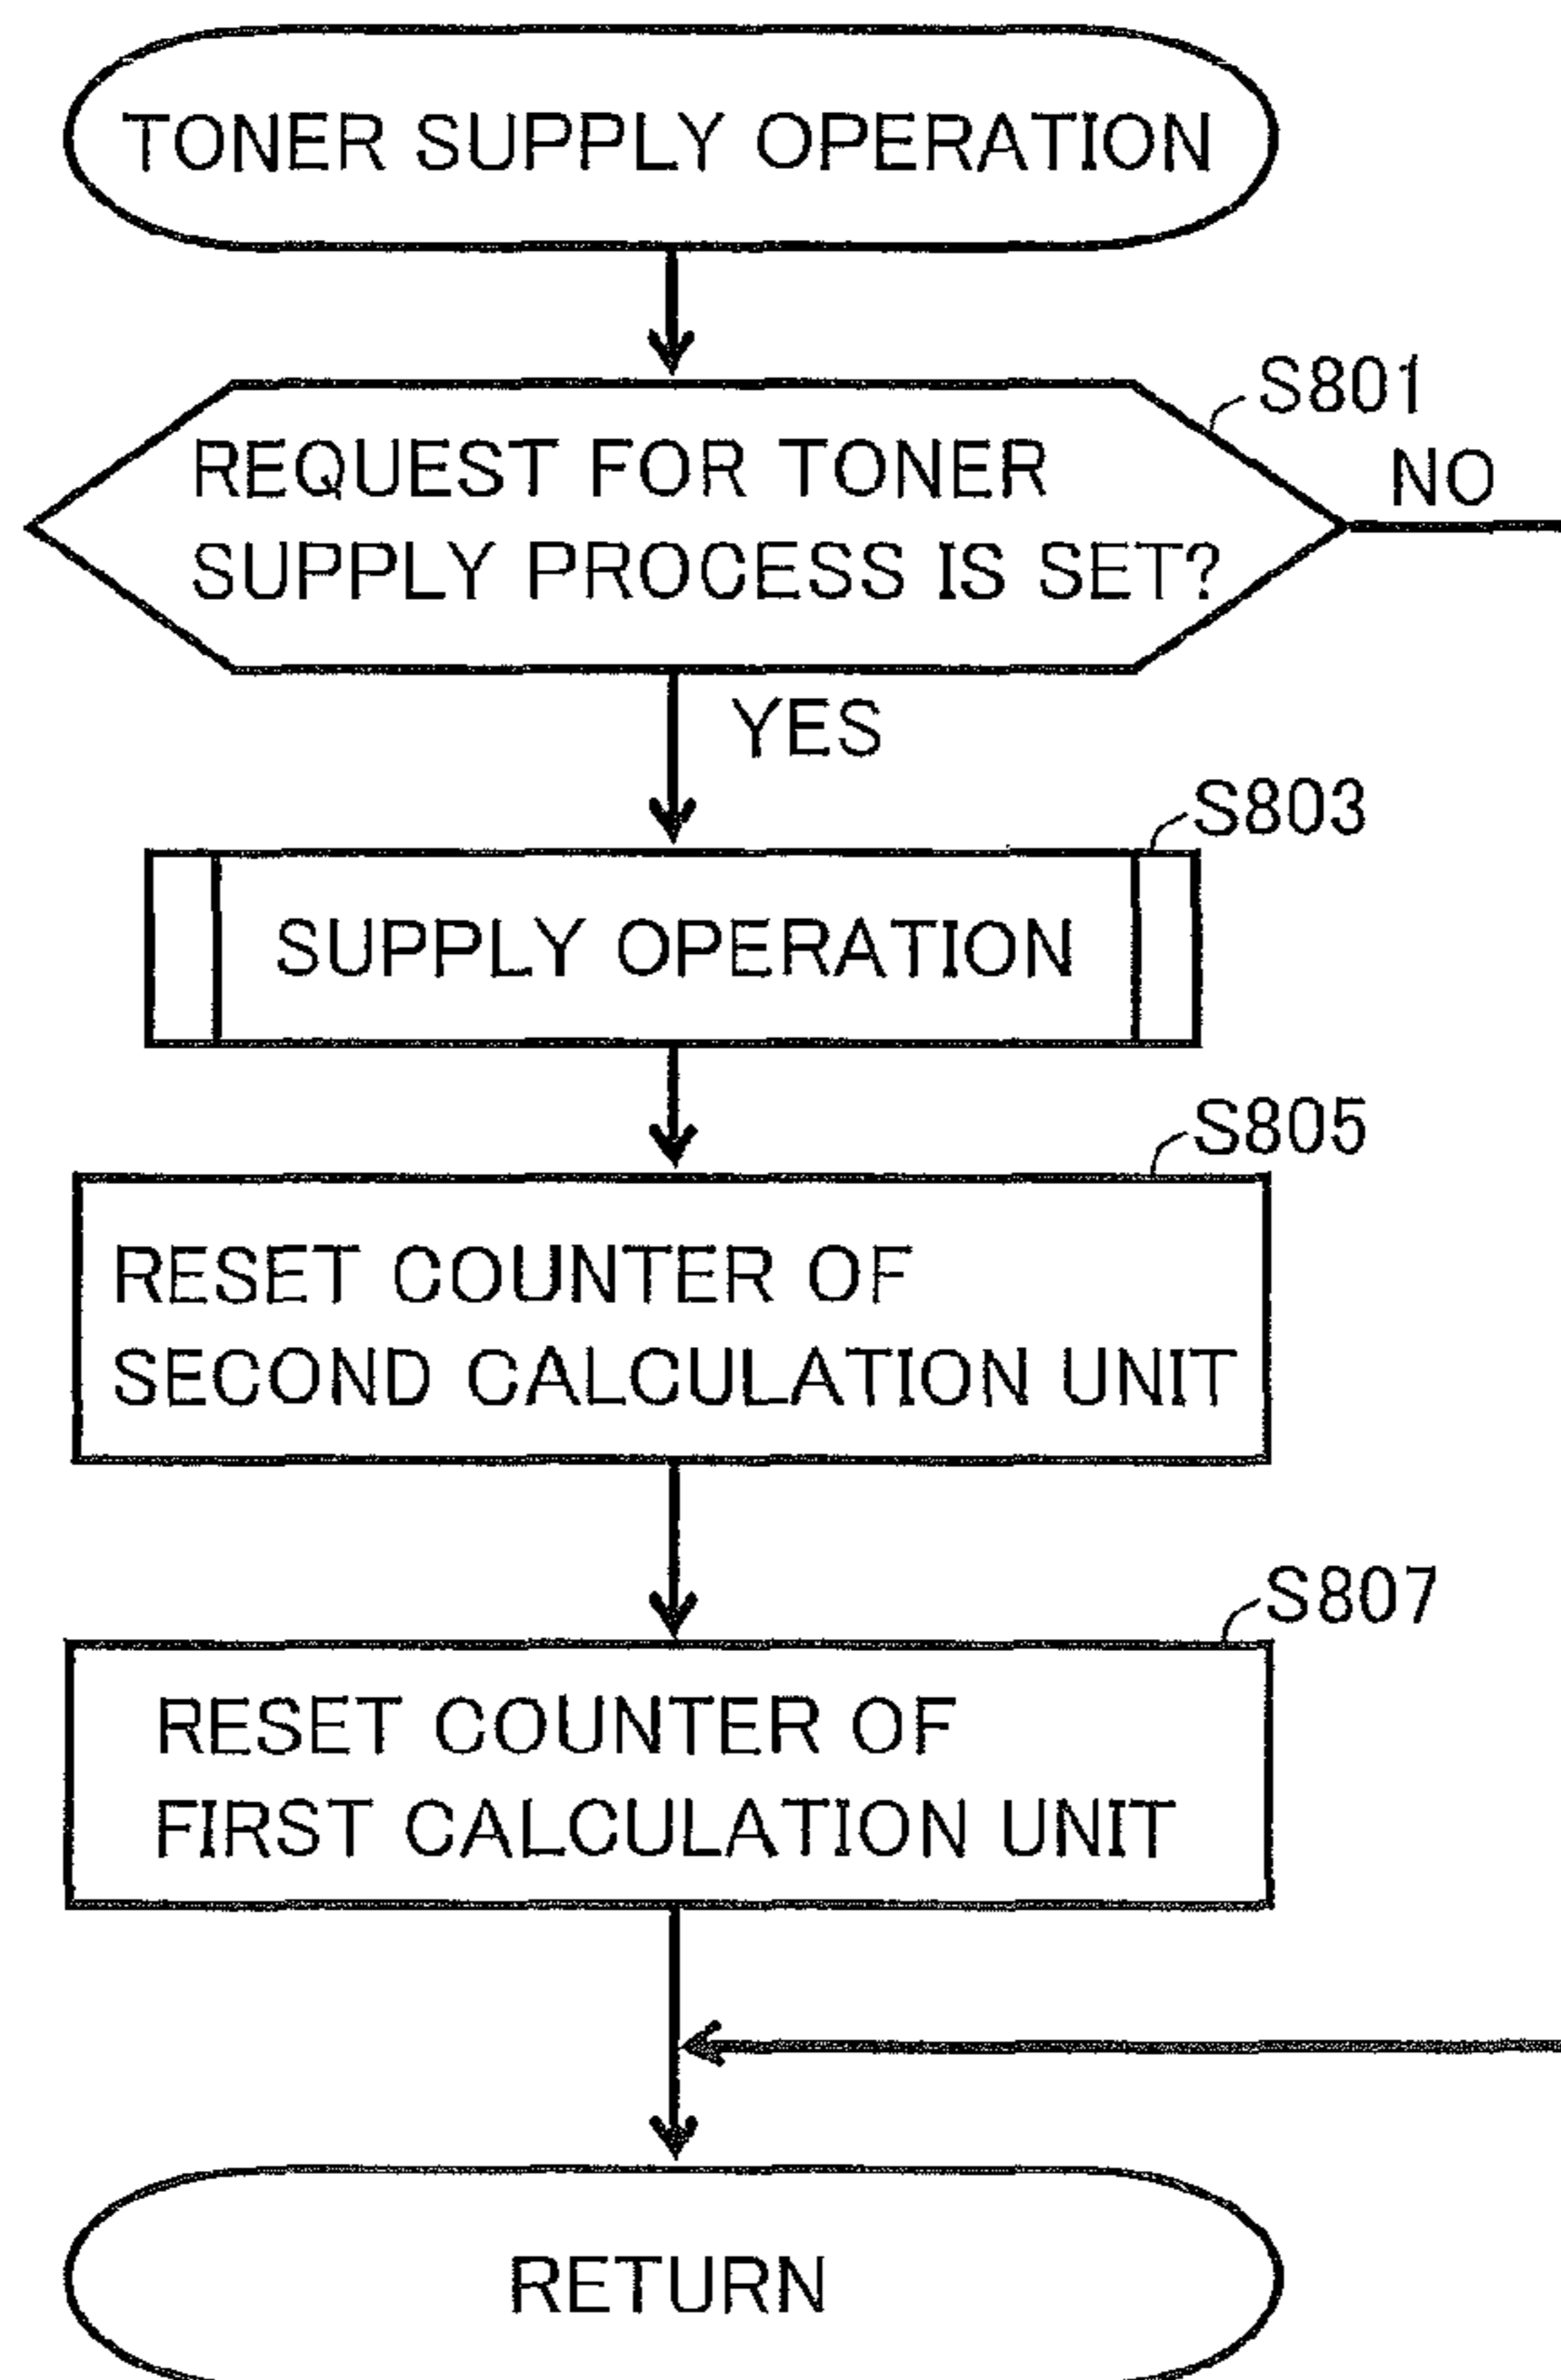 TONER SUPPLY OPERATION
S801
REQUEST FOR TONER
SUPPLY PROCESS IS SET?
NO
YES
S803
SUPPLY OPERATION
S805
RESET COUNTER OF
SECOND CALCULATION UNIT
S807
RESET COUNTER OF
FIRST CALCULATION UNIT
RETURN